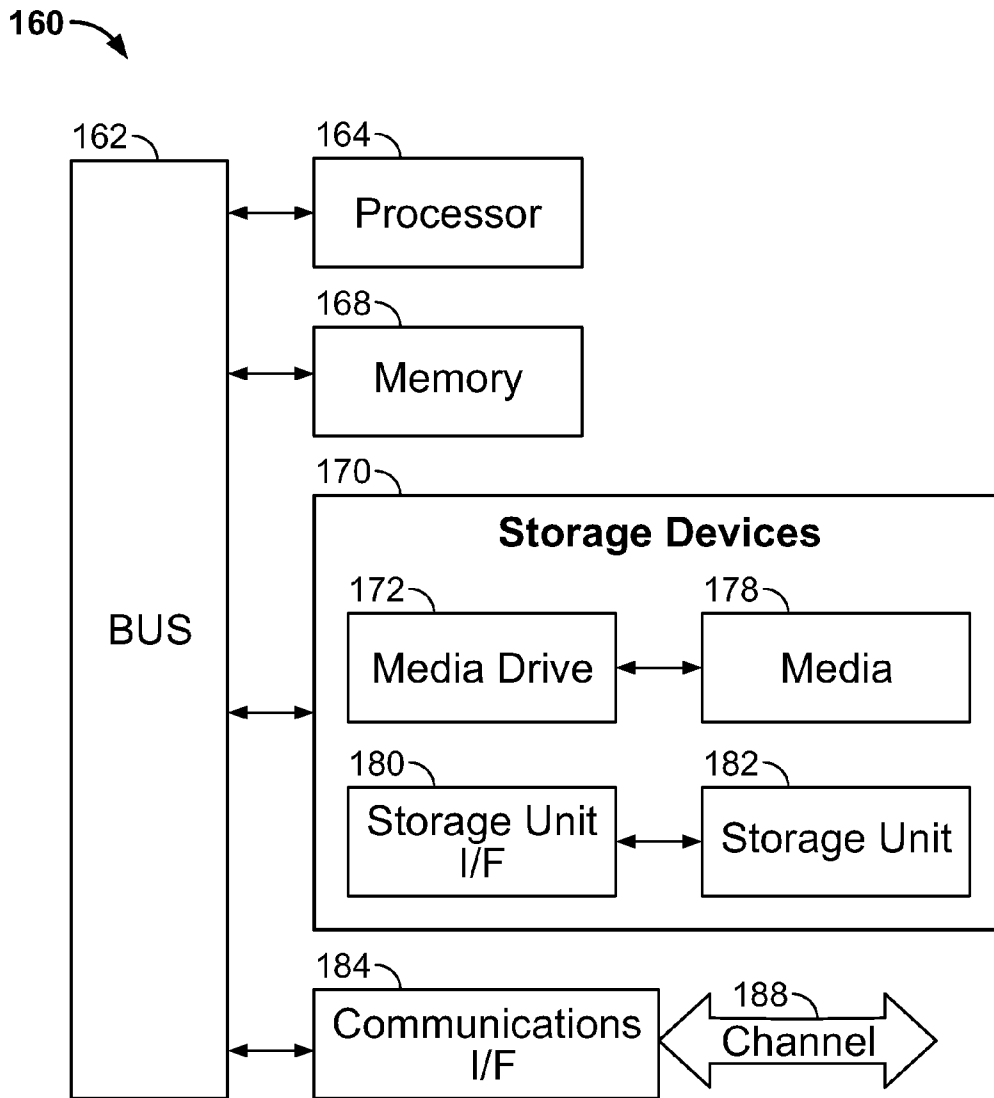 160
162
164
Processor
168
Memory
170
Storage Devices
172
178
BUS
Media Drive
Media
180
182
Storage Unit
I/F
Storage Unit
184
188
Communications
I/F
Channel